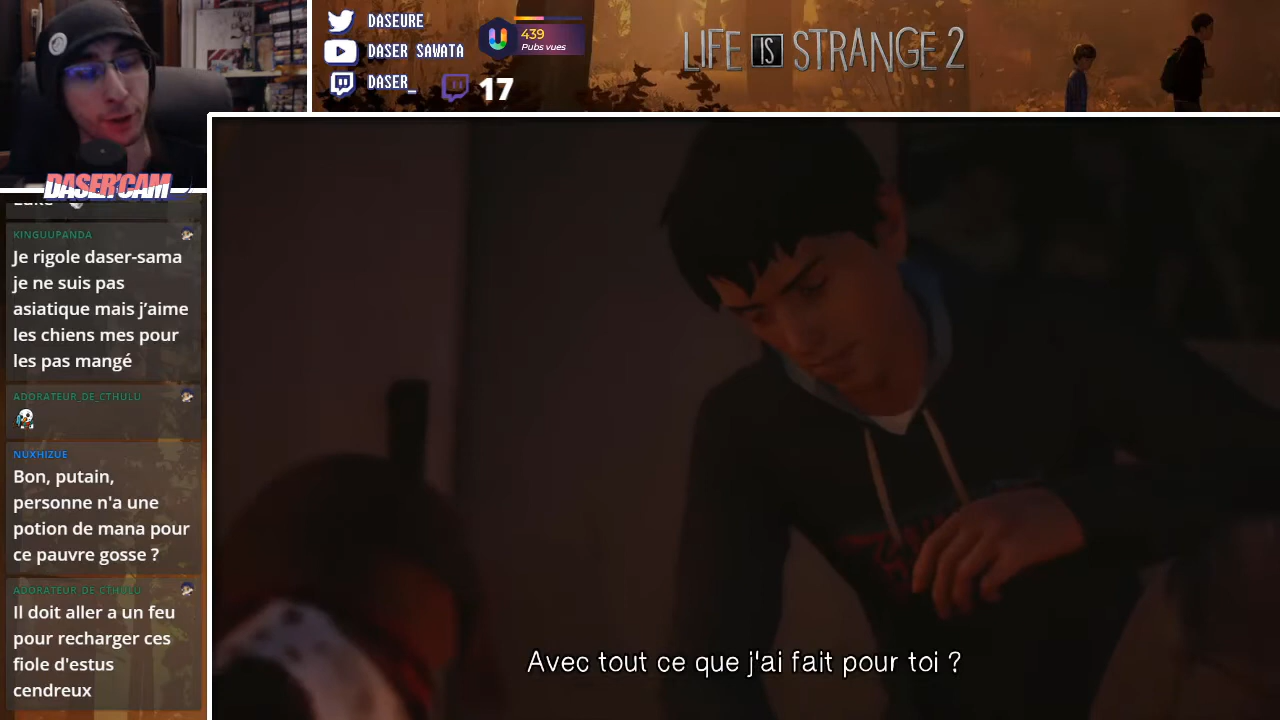 DASEURE
DASER SAWATA
DASER_
17
439
Pubs vues
LIFE IS STRANGE 2
DASER'CAM
KINGUUPANDA
Je rigole daser-sama
je ne suis pas
asiatique mais j’aime
les chiens mes pour
les pas mangé
ADORATEUR_DE_CTHULU
NUXHIZUE
Bon, putain,
personne n'a une
potion de mana pour
ce pauvre gosse ?
ADORATEUR_DE_CTHULU
Il doit aller a un feu
pour recharger ces
fiole d'estus
cendreux
Avec tout ce que j'ai fait pour toi ?